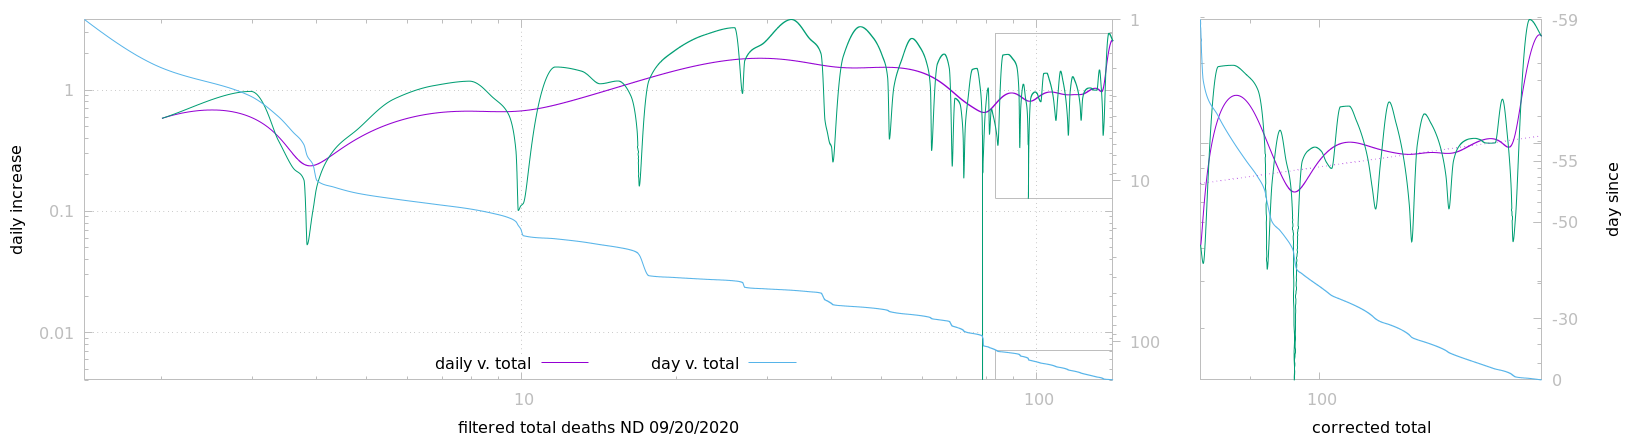 daily increase
1
0.1
0.01
10
100
filtered total deaths ND 09/20/2020
daily v. total
day v. total
1
10
100
100
corrected total
-59
-55
-50
-30
0
day since